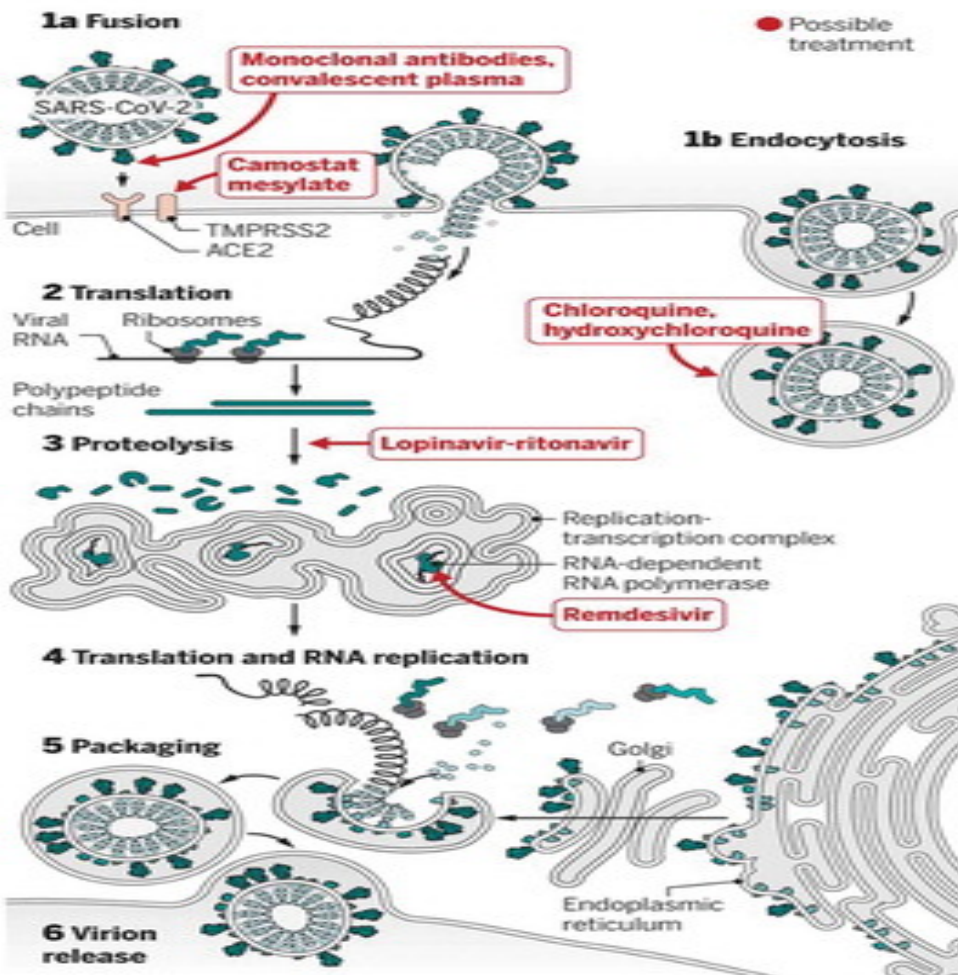 1a Fusion
Possible
treatment
Monoclonal antibodies,
convalescent plasma
SARS-CoV-2
1b Endocytosis
Camostat
mesylate
Cell
TMPRSS2
ACE2
2 Translation
Viral
RNA
Ribosomes
Chloroquine,
hydroxychloroquine
Polypeptide
chains
3 Proteolysis
Lopinavir-ritonavir
Replication-
transcription complex
RNA-dependent
RNA polymerase
Remdesivir
4 Translation and RNA replication
5 Packaging
Golgi
Endoplasmic
reticulum
6 Virion
release